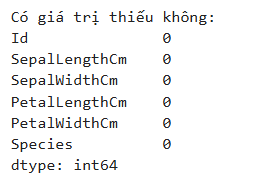 Có giá trị thiếu không:
Id 0
SepalLengthCm 0
SepalWidthCm 0
PetalLengthCm 0
PetalWidthCm 0
Species 0
dtype: int64